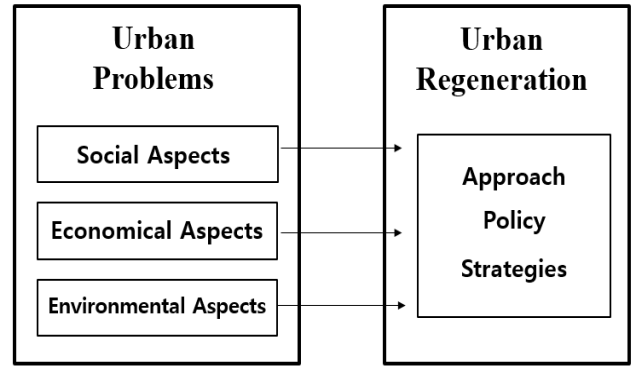 Urban
Problems
Social Aspects
Economical Aspects
Environmental Aspects
Urban
Regeneration
Approach
Policy
Strategies